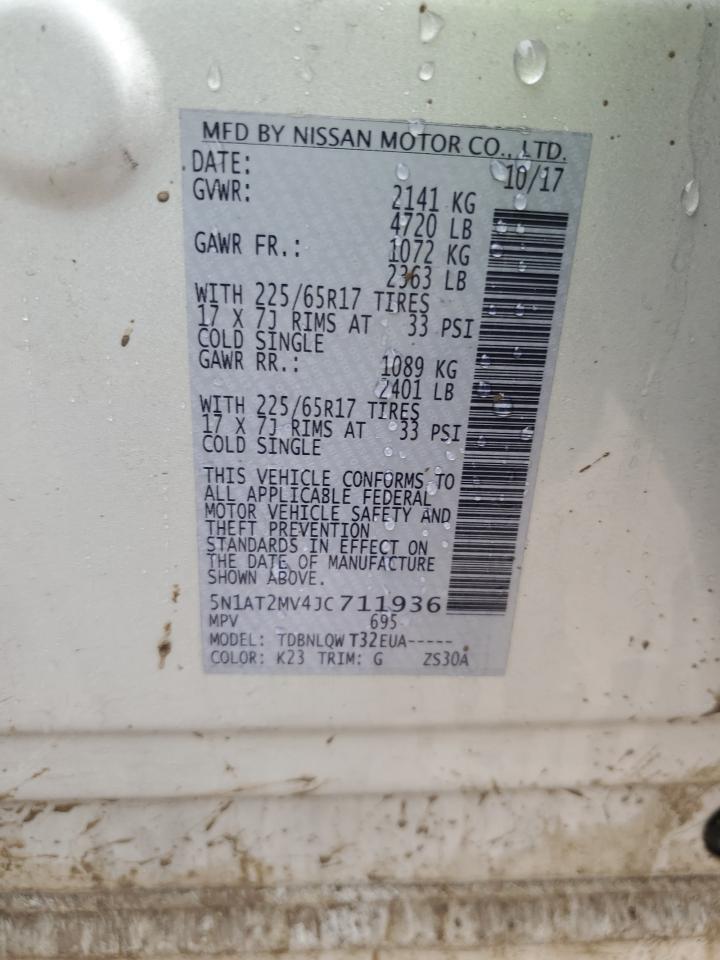 MFD BY NISSAN MOTOR CO., LTD.
DATE: 10/17
GVWR: 2141 KG
4720 LB
GAWR FR.: 1072 KG
2363 LB
WITH 225/65R17 TIRES
17 X 7J RIMS AT 33 PSI
COLD SINGLE
GAWR RR.: 1089 KG
2401 LB
WITH 225/65R17 TIRES
17 X 7J RIMS AT 33 PSI
COLD SINGLE
THIS VEHICLE CONFORMS TO
ALL APPLICABLE FEDERAL
MOTOR VEHICLE SAFETY AND
THEFT PREVENTION
STANDARDS IN EFFECT ON
THE DATE OF MANUFACTURE
SHOWN ABOVE.
5N1AT2MV4JC711936
MPV 695
MODEL: TDBNLQW T32EUA-----
COLOR: K23 TRIM: G ZS30A